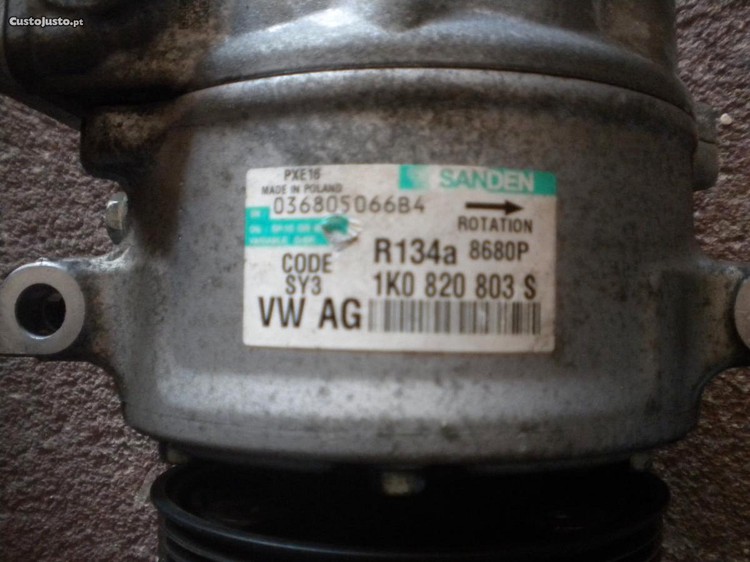 CustoJusto.pt
PXE16
MADE IN POLAND
SANDEN
036805066B4
ROTATION
CODE
SY3
R134a 8680P
1K0 820 803 S
VW AG